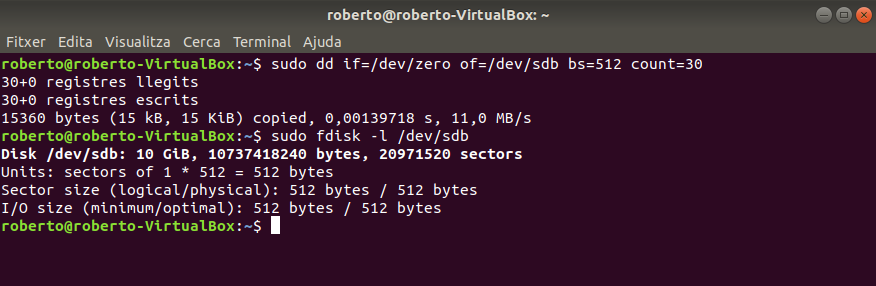 roberto@roberto-VirtualBox: ~
Fitxer Edita Visualitza Cerca Terminal Ajuda
roberto@roberto-VirtualBox:~$ sudo dd if=/dev/zero of=/dev/sdb bs=512 count=30
30+0 registres llegits
30+0 registres escrits
15360 bytes (15 kB, 15 KiB) copied, 0,00139718 s, 11,0 MB/s
roberto@roberto-VirtualBox:~$ sudo fdisk -l /dev/sdb
Disk /dev/sdb: 10 GiB, 10737418240 bytes, 20971520 sectors
Units: sectors of 1 * 512 = 512 bytes
Sector size (logical/physical): 512 bytes / 512 bytes
I/O size (minimum/optimal): 512 bytes / 512 bytes
roberto@roberto-VirtualBox:~$